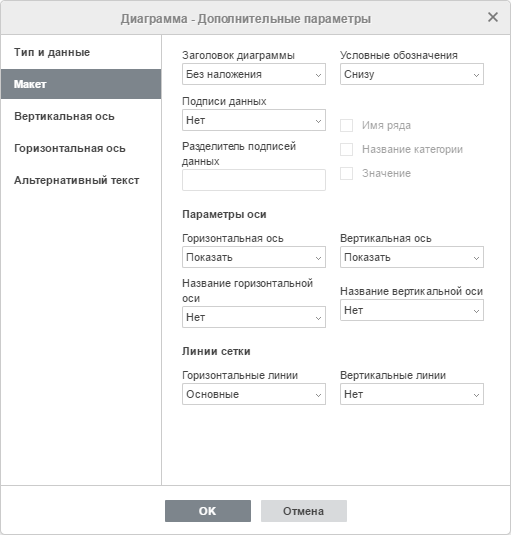 Диаграмма - Дополнительные параметры
Тип и данные
Макет
Вертикальная ось
Горизонтальная ось
Альтернативный текст
Заголовок диаграммы
Без наложения
Условные обозначения
Снизу
Подписи данных
Нет
Разделитель подписей
данных
Имя ряда
Название категории
Значение
Параметры оси
Горизонтальная ось
Показать
Вертикальная ось
Показать
Название горизонтальной
оси
Нет
Название вертикальной оси
Нет
Линии сетки
Горизонтальные линии
Основные
Вертикальные линии
Нет
OK
Отмена